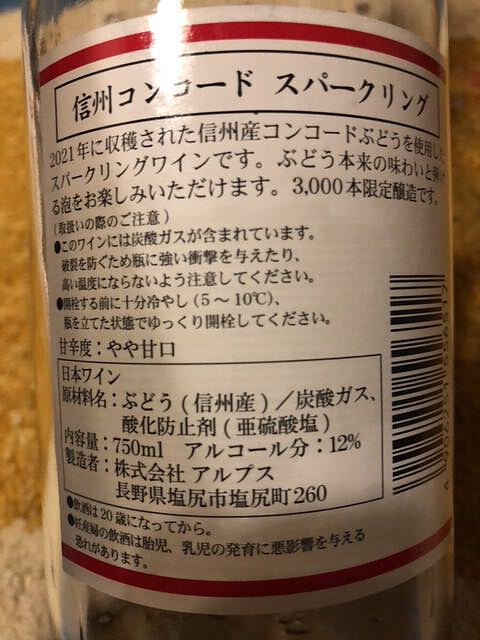 信州コンコード スパークリング
2021年に収穫された信州産コンコードぶどうを使用した
スパークリングワインです。ぶどう本来の味わいと弾け
る泡をお楽しみいただけます。3,000本限定醸造です。
(取扱いの際のご注意)
●このワインには炭酸ガスが含まれています。
破裂を防ぐため瓶に強い衝撃を与えたり、
高い温度にならないよう注意してください。
●開栓する前に十分冷やし(5〜10℃)、
瓶を立てた状態でゆっくり開栓してください。
甘辛度：やや甘口
日本ワイン
原材料名：ぶどう(信州産)／炭酸ガス、
酸化防止剤(亜硫酸塩)
内容量：750ml アルコール分：12%
製造者：株式会社 アルプス
長野県塩尻市塩尻町260
●飲酒は20歳になってから。
●妊産婦の飲酒は胎児、乳児の発育に悪影響を与える
恐れがあります。